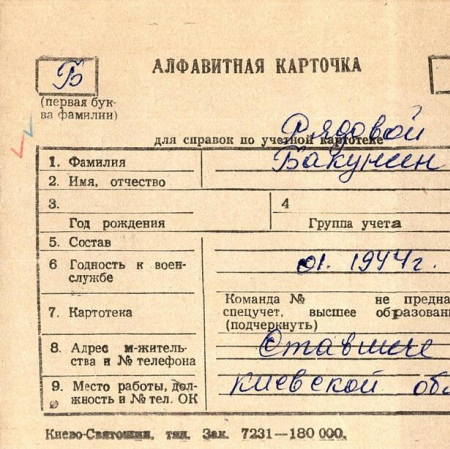 АЛФАВИТНАЯ КАРТОЧКА
Б
(первая бук-
ва фамилии)
Рядовой
для справок по учетной картотеке
1. Фамилия Бакунин
2. Имя, отчество
3. 4
Год рождения Группа учета
5. Состав
6 Годность к воен- 01. 1944 г.
службе
Команда № не предна
7. Картотека спецучет, высшее образован
(подчеркнуть)
8. Адрес м-житель- Ставище
ства и № телефона
9. Место работы, дол- киевской обл
жность и № тел. ОК
Киево-Святошин. тип. Зак. 7231—180 000.